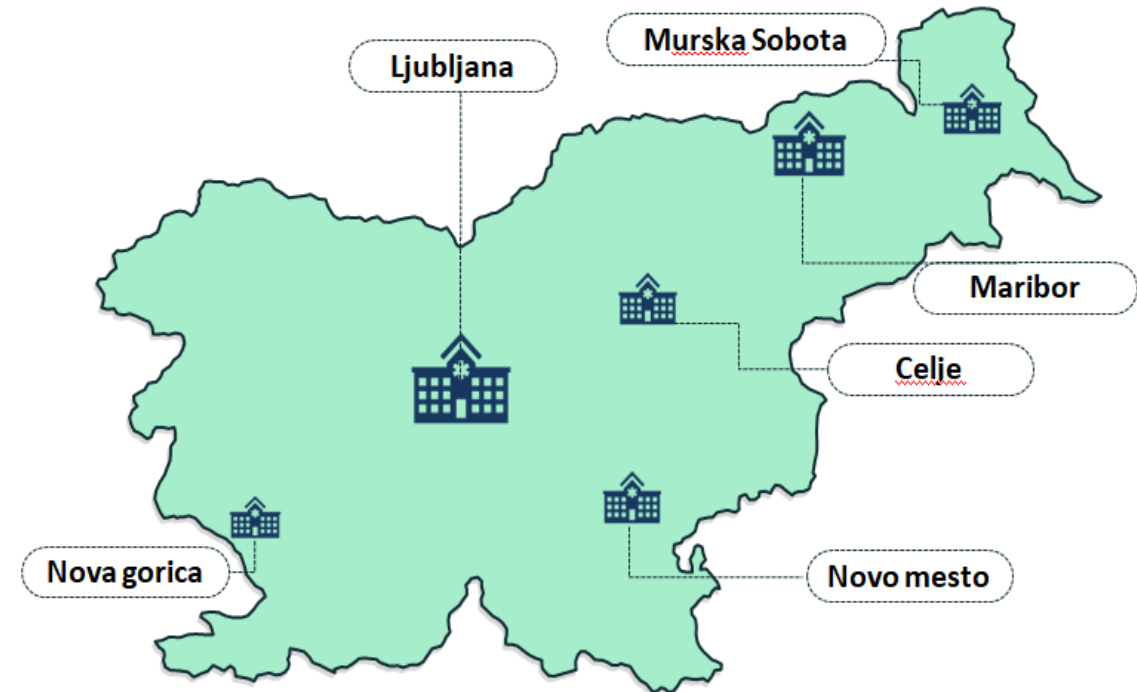 Murska Sobota
Ljubljana
Maribor
Celje
Nova gorica
Novo mesto